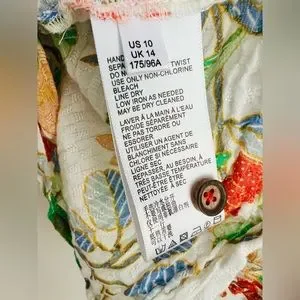 US 10
UK 14
175/96A
HAND
SEPA
DO N TWIST
USE ONLY NON-CHLORINE
BLEACH
LINE DRY
LOW IRON AS NEEDED
MAY BE DRY CLEANED
LAVER À LA MAIN À L'EAU
FROIDE SÉPARÉMENT
NE PAS TORDRE OU
ESSORER
UTILISER UN AGENT DE
BLANCHIMENT SANS
CHLORE SI NÉCESSAIRE
LIGNE SEC
REPASSER, AU BESOIN, À
TRÈS BASSE TEMPÉRATURE
PEUT-ÊTRE ÊTRE
NETTOYÉE À SEC